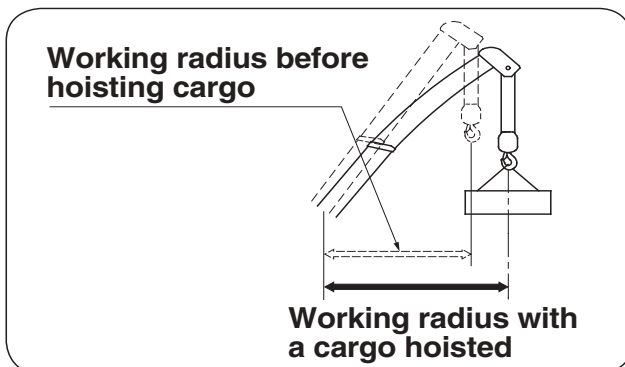 Working radius before
hoisting cargo
Working radius with
a cargo hoisted